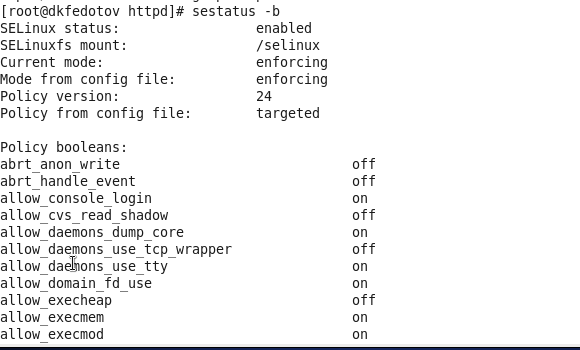 [root@dkfedotov httpd]# sestatus -b
SELinux status:                 enabled
SELinuxfs mount:                /selinux
Current mode:                   enforcing
Mode from config file:          enforcing
Policy version:                 24
Policy from config file:        targeted

Policy booleans:
abrt_anon_write                             off
abrt_handle_event                           off
allow_console_login                         on
allow_cvs_read_shadow                       off
allow_daemons_dump_core                     on
allow_daemons_use_tcp_wrapper               off
allow_daemons_use_tty                       on
allow_domain_fd_use                         on
allow_execheap                              off
allow_execmem                               on
allow_execmod                               on